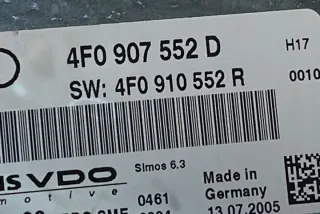 4F0 907 552 D
H17
SW: 4F0 910 552 R
0010
Simos 6.3
VDO
Made in
Germany
0461
13.07.2005